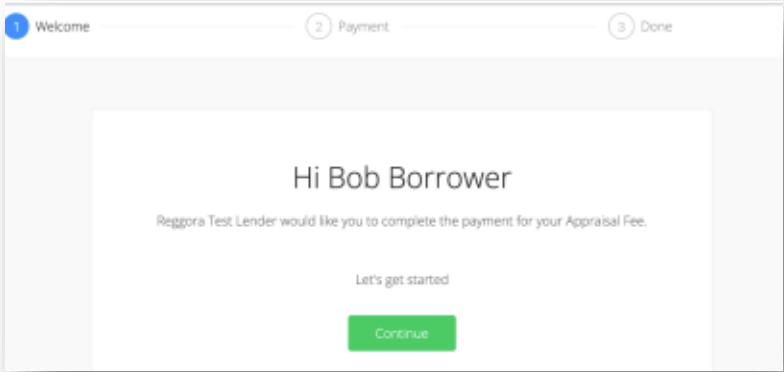 1 Welcome 2 Payment 3 Done
Hi Bob Borrower
Reggora Test Lender would like you to complete the payment for your Appraisal Fee.
Let's get started
Continue